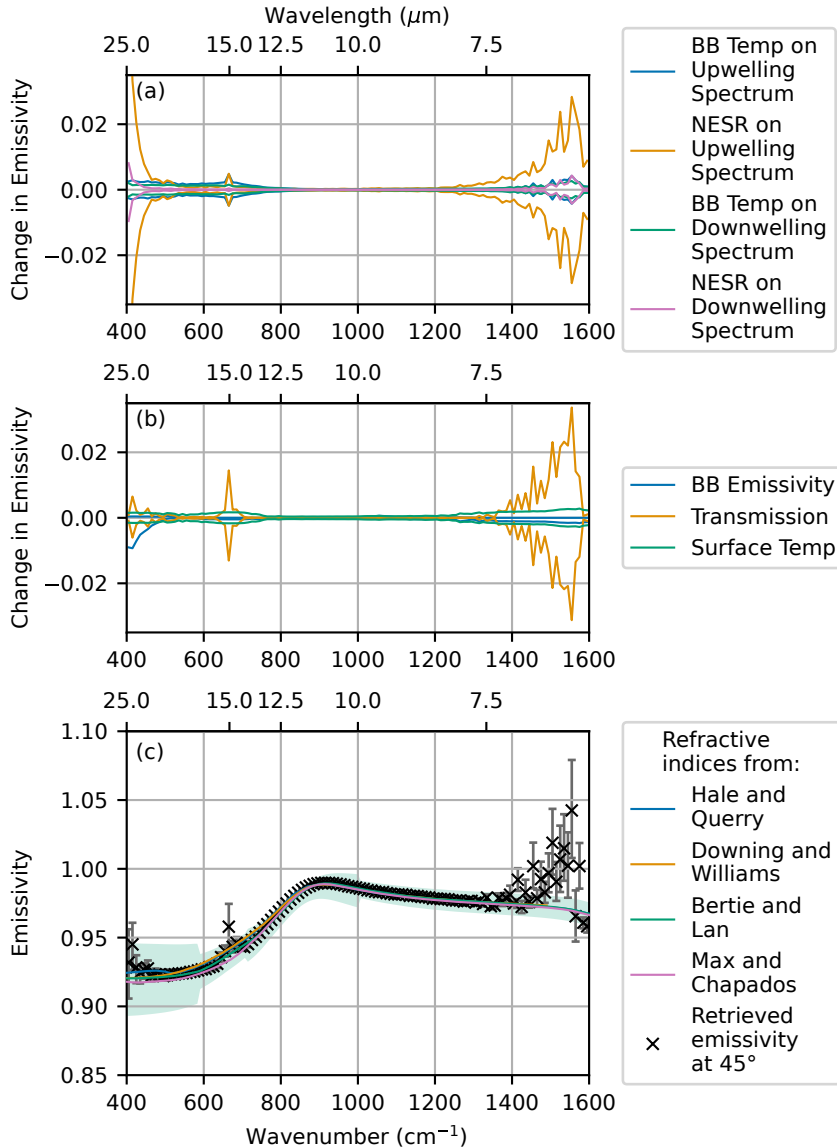 Wavelength (μm)
25.0 15.0 12.5 10.0 7.5
(a)
Change in Emissivity
0.02
0.00
−0.02
400 600 800 1000 1200 1400 1600
BB Temp on
Upwelling
Spectrum
NESR on
Upwelling
Spectrum
BB Temp on
Downwelling
Spectrum
NESR on
Downwelling
Spectrum
25.0 15.0 12.5 10.0 7.5
(b)
Change in Emissivity
0.02
0.00
−0.02
400 600 800 1000 1200 1400 1600
BB Emissivity
Transmission
Surface Temp
25.0 15.0 12.5 10.0 7.5
(c)
Emissivity
1.10
1.05
1.00
0.95
0.90
0.85
400 600 800 1000 1200 1400 1600
Wavenumber (cm⁻¹)
Refractive
indices from:
Hale and
Querry
Downing and
Williams
Bertie and
Lan
Max and
Chapados
Retrieved
emissivity
at 45°